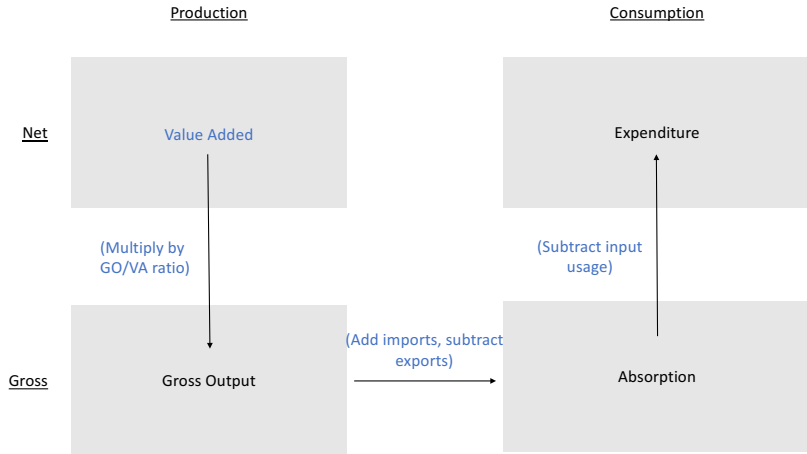 Production
Consumption
Net
Value Added
Expenditure
(Multiply by
GO/VA ratio)
(Subtract input
usage)
(Add imports, subtract
exports)
Gross
Gross Output
Absorption